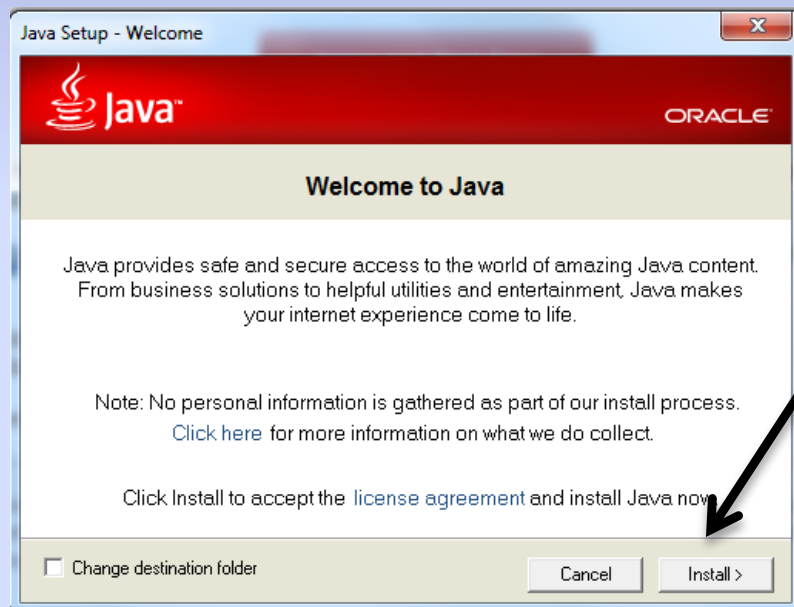 Java Setup - Welcome
Java™
ORACLE
Welcome to Java
Java provides safe and secure access to the world of amazing Java content.
From business solutions to helpful utilities and entertainment, Java makes
your internet experience come to life.
Note: No personal information is gathered as part of our install process.
Click here for more information on what we do collect.
Click Install to accept the license agreement and install Java now.
Change destination folder
Cancel
Install >